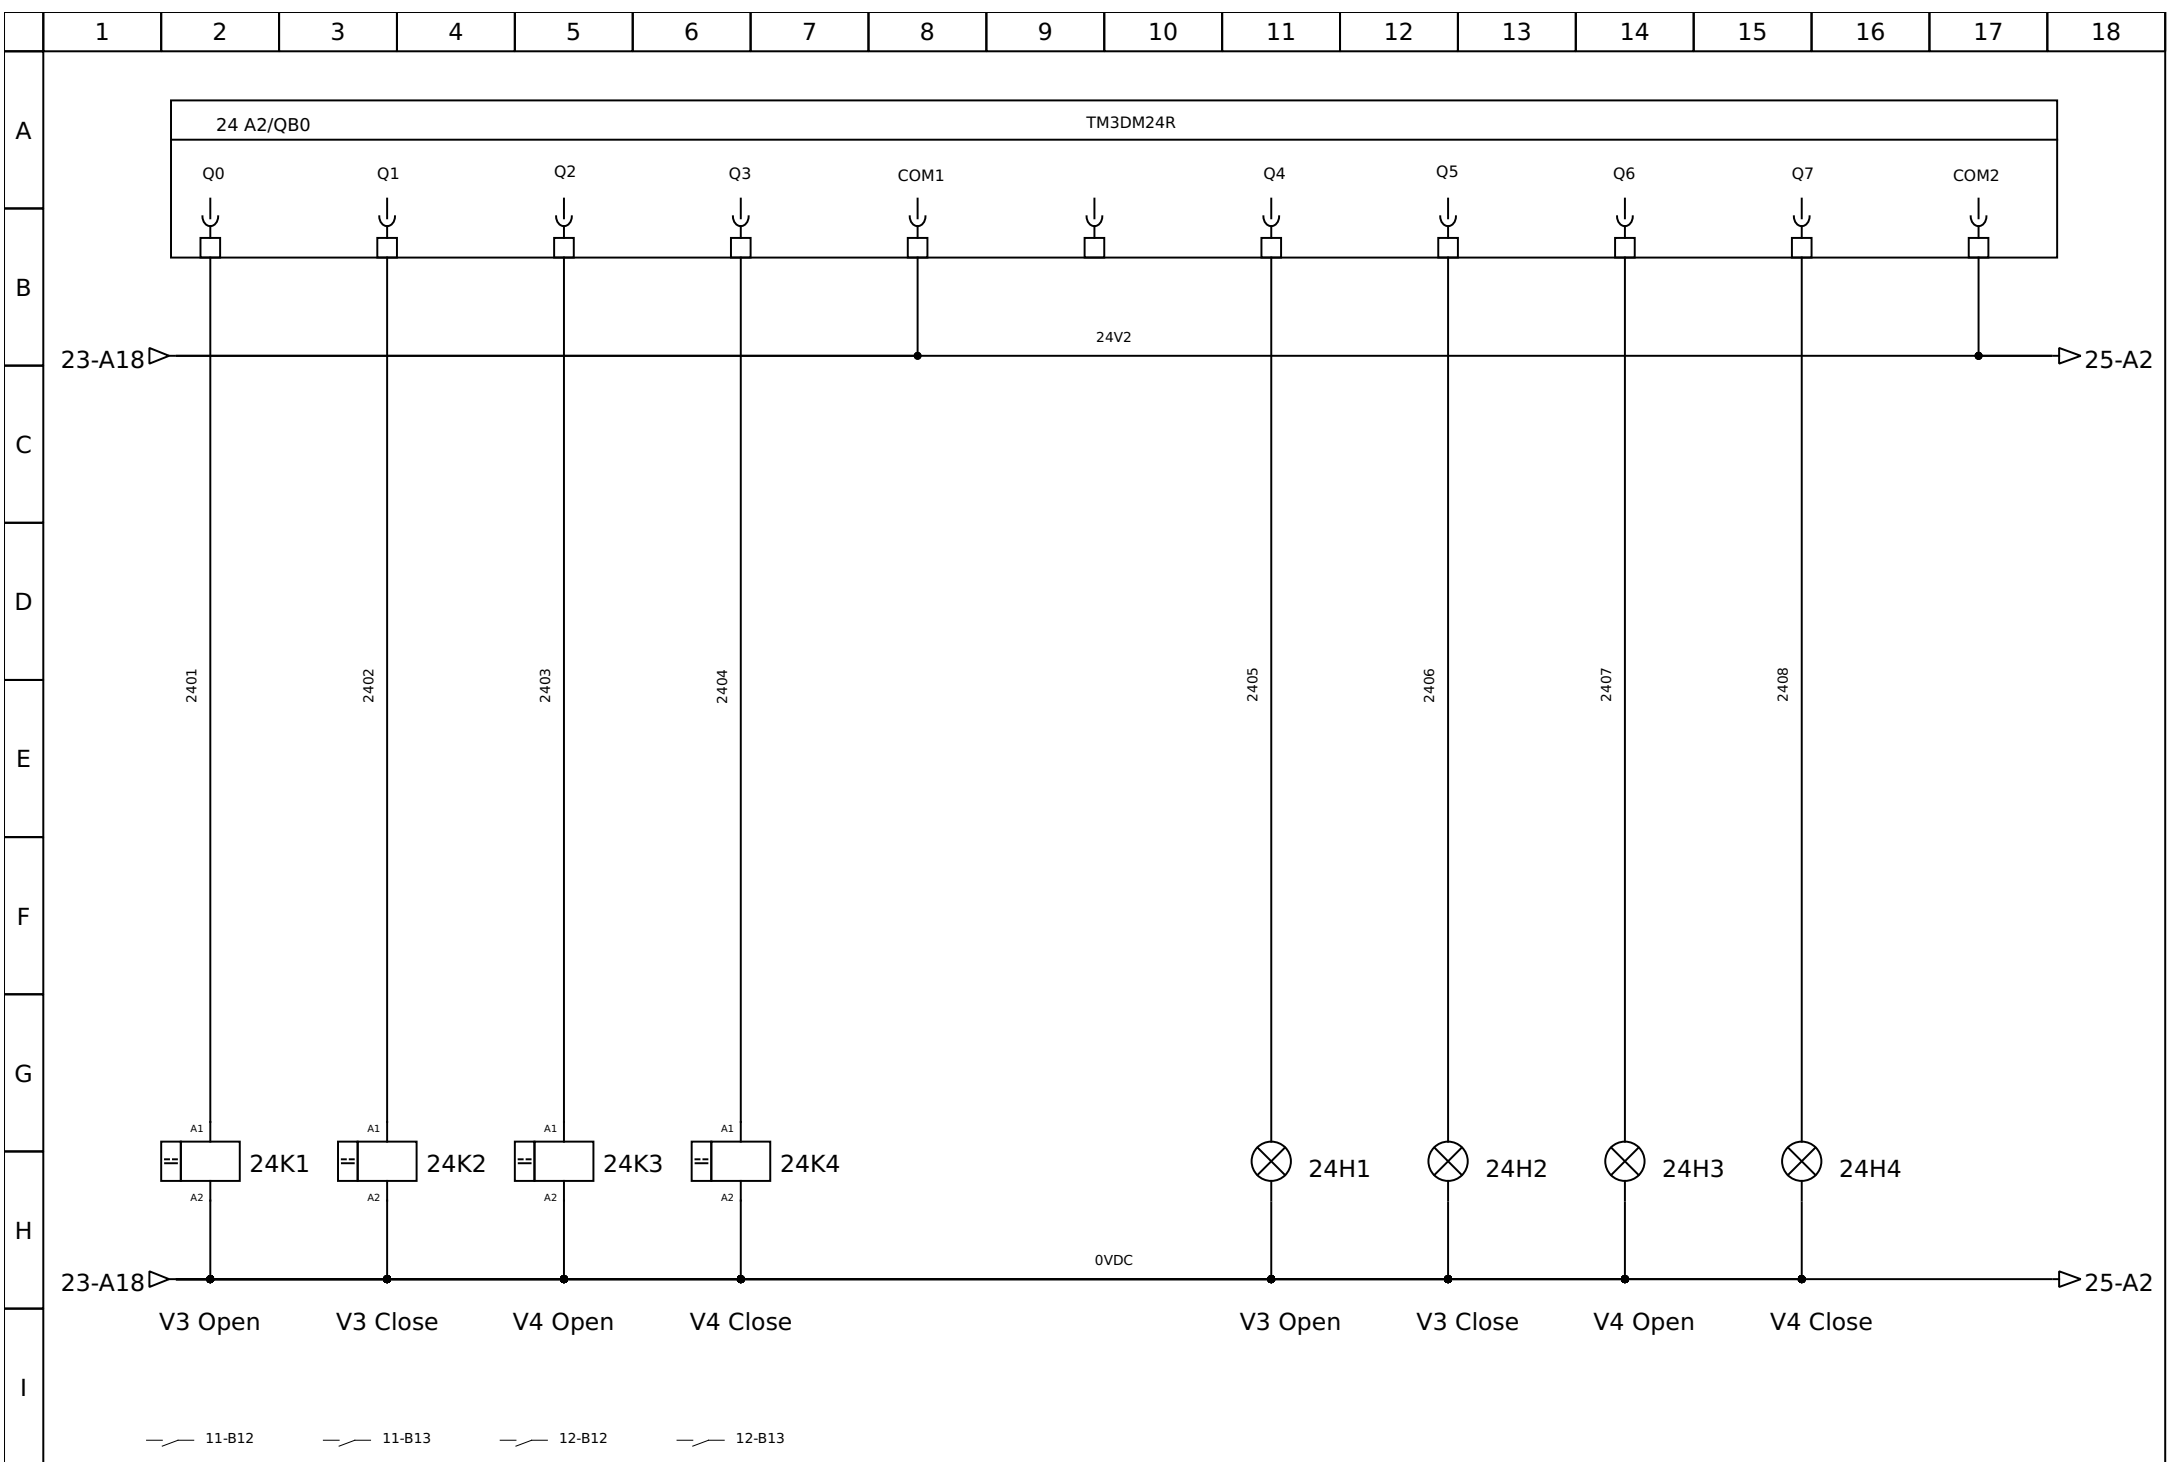 1 2 3 4 5 6 7 8 9 10 11 12 13 14 15 16 17 18
A
24 A2/QB0 TM3DM24R
Q0 Q1 Q2 Q3 COM1 Q4 Q5 Q6 Q7 COM2
B
24V2
23-A18 25-A2
C
D
2401 2402 2403 2404 2405 2406 2407 2408
E
F
G
A1 A1 A1 A1
24K1 24K2 24K3 24K4 24H1 24H2 24H3 24H4
A2 A2 A2 A2
H
0VDC
23-A18 25-A2
V3 Open V3 Close V4 Open V4 Close V3 Open V3 Close V4 Open V4 Close
I
11-B12 11-B13 12-B12 12-B13